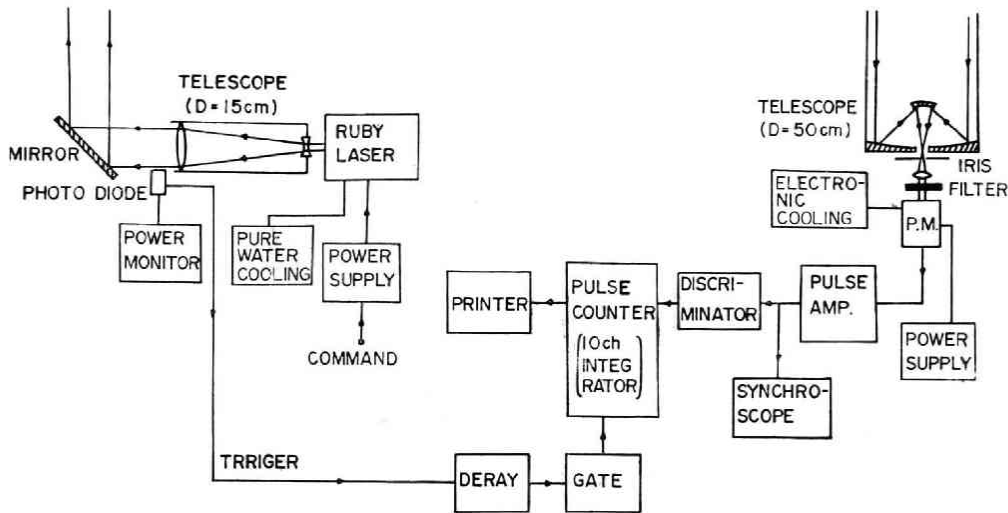 TELESCOPE
(D=15cm)
RUBY
LASER
MIRROR
PHOTO DIODE
POWER
MONITOR
PURE
WATER
COOLING
POWER
SUPPLY
COMMAND
TELESCOPE
(D=50cm)
IRIS
FILTER
ELECTRO-
NIC
COOLING
P.M.
PRINTER
PULSE
COUNTER
(10ch
INTEG
RATOR)
DISCRI-
MINATOR
PULSE
AMP.
POWER
SUPPLY
SYNCHRO-
SCOPE
TRRIGER
DERAY
GATE